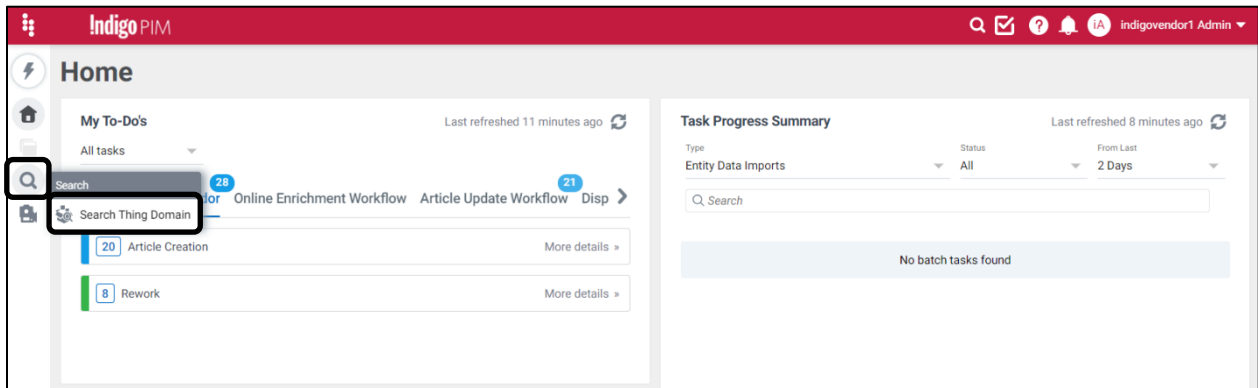 Indigo PIM
iA indigovendor1 Admin
Home
My To-Do's
Last refreshed 11 minutes ago
All tasks
Search
Search Thing Domain
28
Online Enrichment Workflow
21
Article Update Workflow
Disp
20 Article Creation
More details »
8 Rework
More details »
Task Progress Summary
Last refreshed 8 minutes ago
Type
Entity Data Imports
Status
All
From Last
2 Days
Search
No batch tasks found